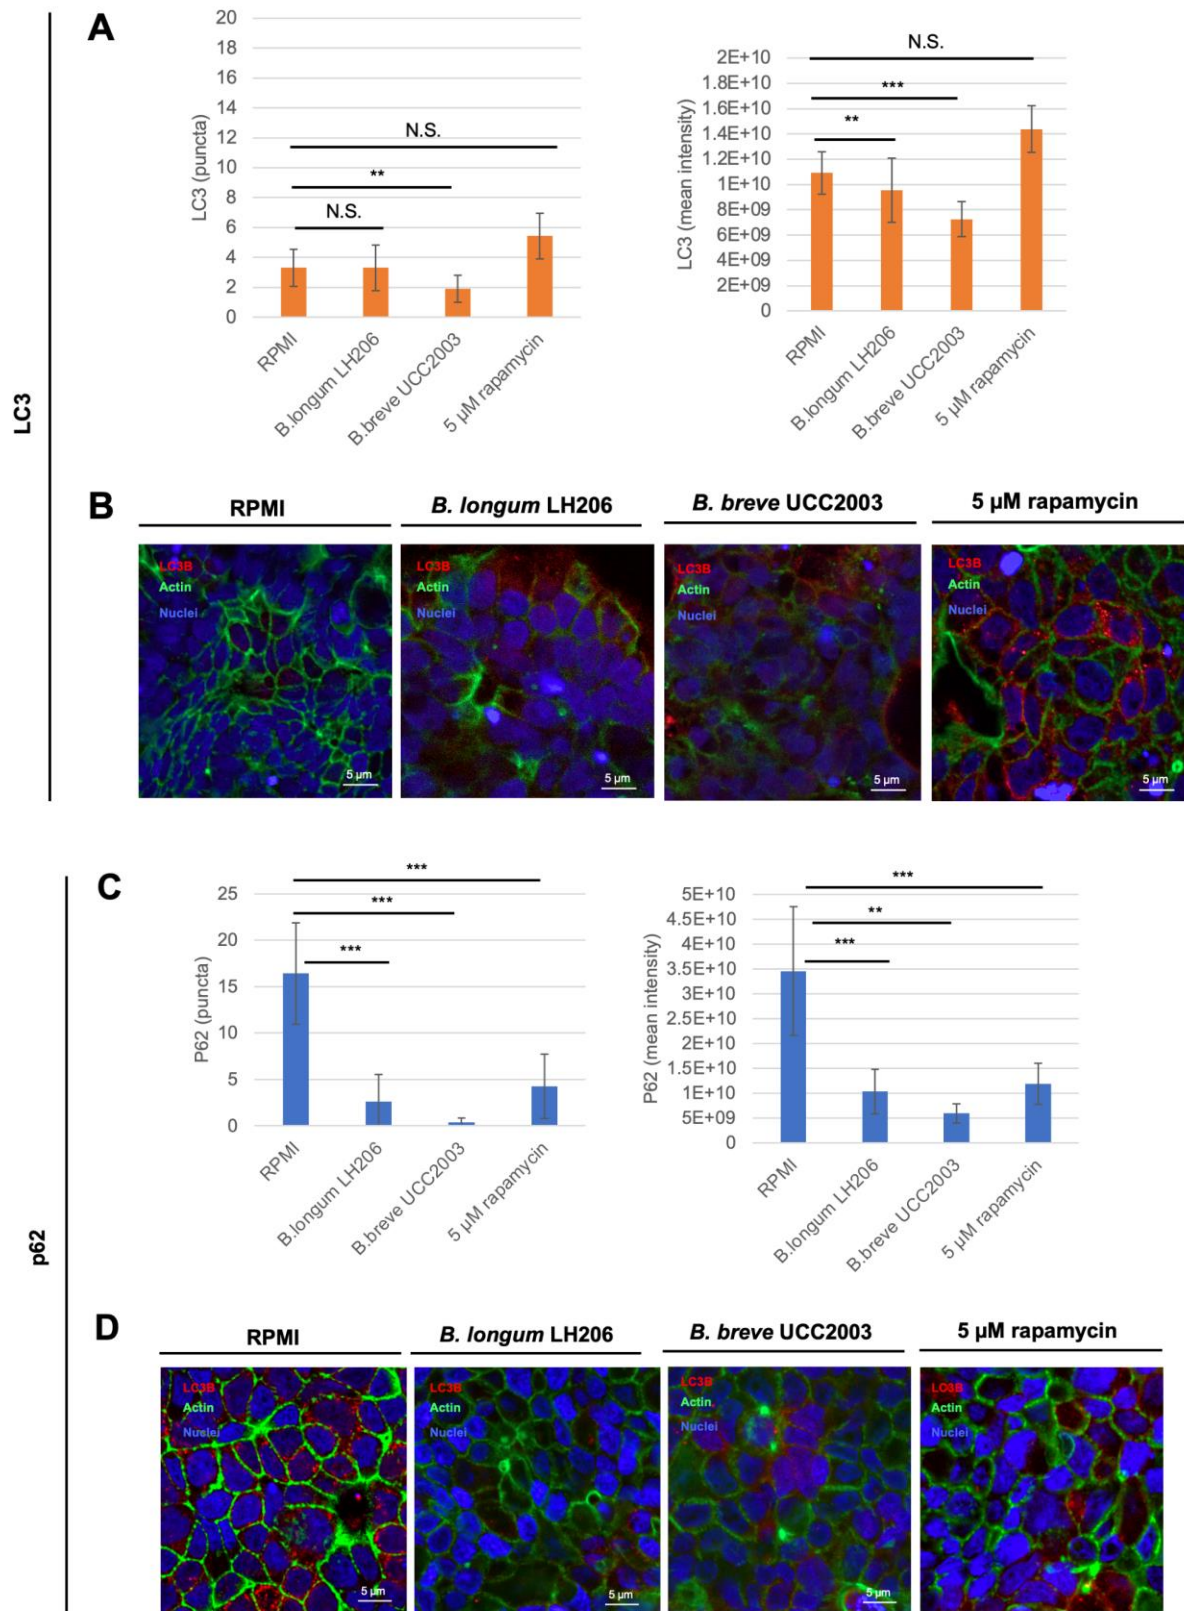 LC3
A
20
18
16
14
12
10
8
6
4
2
0
LC3 (puncta)
N.S.
**
N.S.
RPMI
B.longum LH206
B.breve UCC2003
5 µM rapamycin
2E+10
1.8E+10
1.6E+10
1.4E+10
1.2E+10
1E+10
8E+09
6E+09
4E+09
2E+09
0
LC3 (mean intensity)
N.S.
***
**
RPMI
B.longum LH206
B.breve UCC2003
5 µM rapamycin
B
RPMI
B. longum LH206
B. breve UCC2003
5 µM rapamycin
LC3B
Actin
Nuclei
5 µm
LC3B
Actin
Nuclei
5 µm
LC3B
Actin
Nuclei
5 µm
LC3B
Actin
Nuclei
5 µm
p62
C
25
20
15
10
5
0
P62 (puncta)
***
***
***
RPMI
B.longum LH206
B.breve UCC2003
5 µM rapamycin
5E+10
4.5E+10
4E+10
3.5E+10
3E+10
2.5E+10
2E+10
1.5E+10
1E+10
5E+09
0
P62 (mean intensity)
***
**
***
RPMI
B.longum LH206
B.breve UCC2003
5 µM rapamycin
D
RPMI
B. longum LH206
B. breve UCC2003
5 µM rapamycin
LC3B
Actin
Nuclei
5 µm
LC3B
Actin
Nuclei
5 µm
LC3B
Actin
Nuclei
5 µm
LC3B
Actin
Nuclei
5 µm